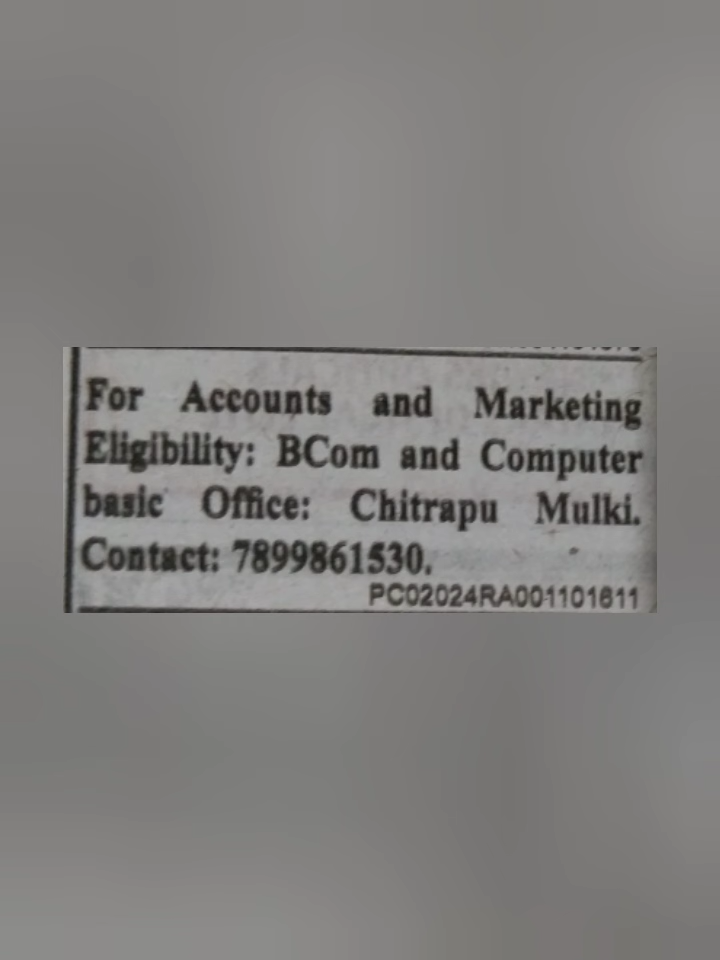 For Accounts and Marketing
Eligibility: BCom and Computer
basic Office: Chitrapu Mulki.
Contact: 7899861530.
PC02024RA001101611